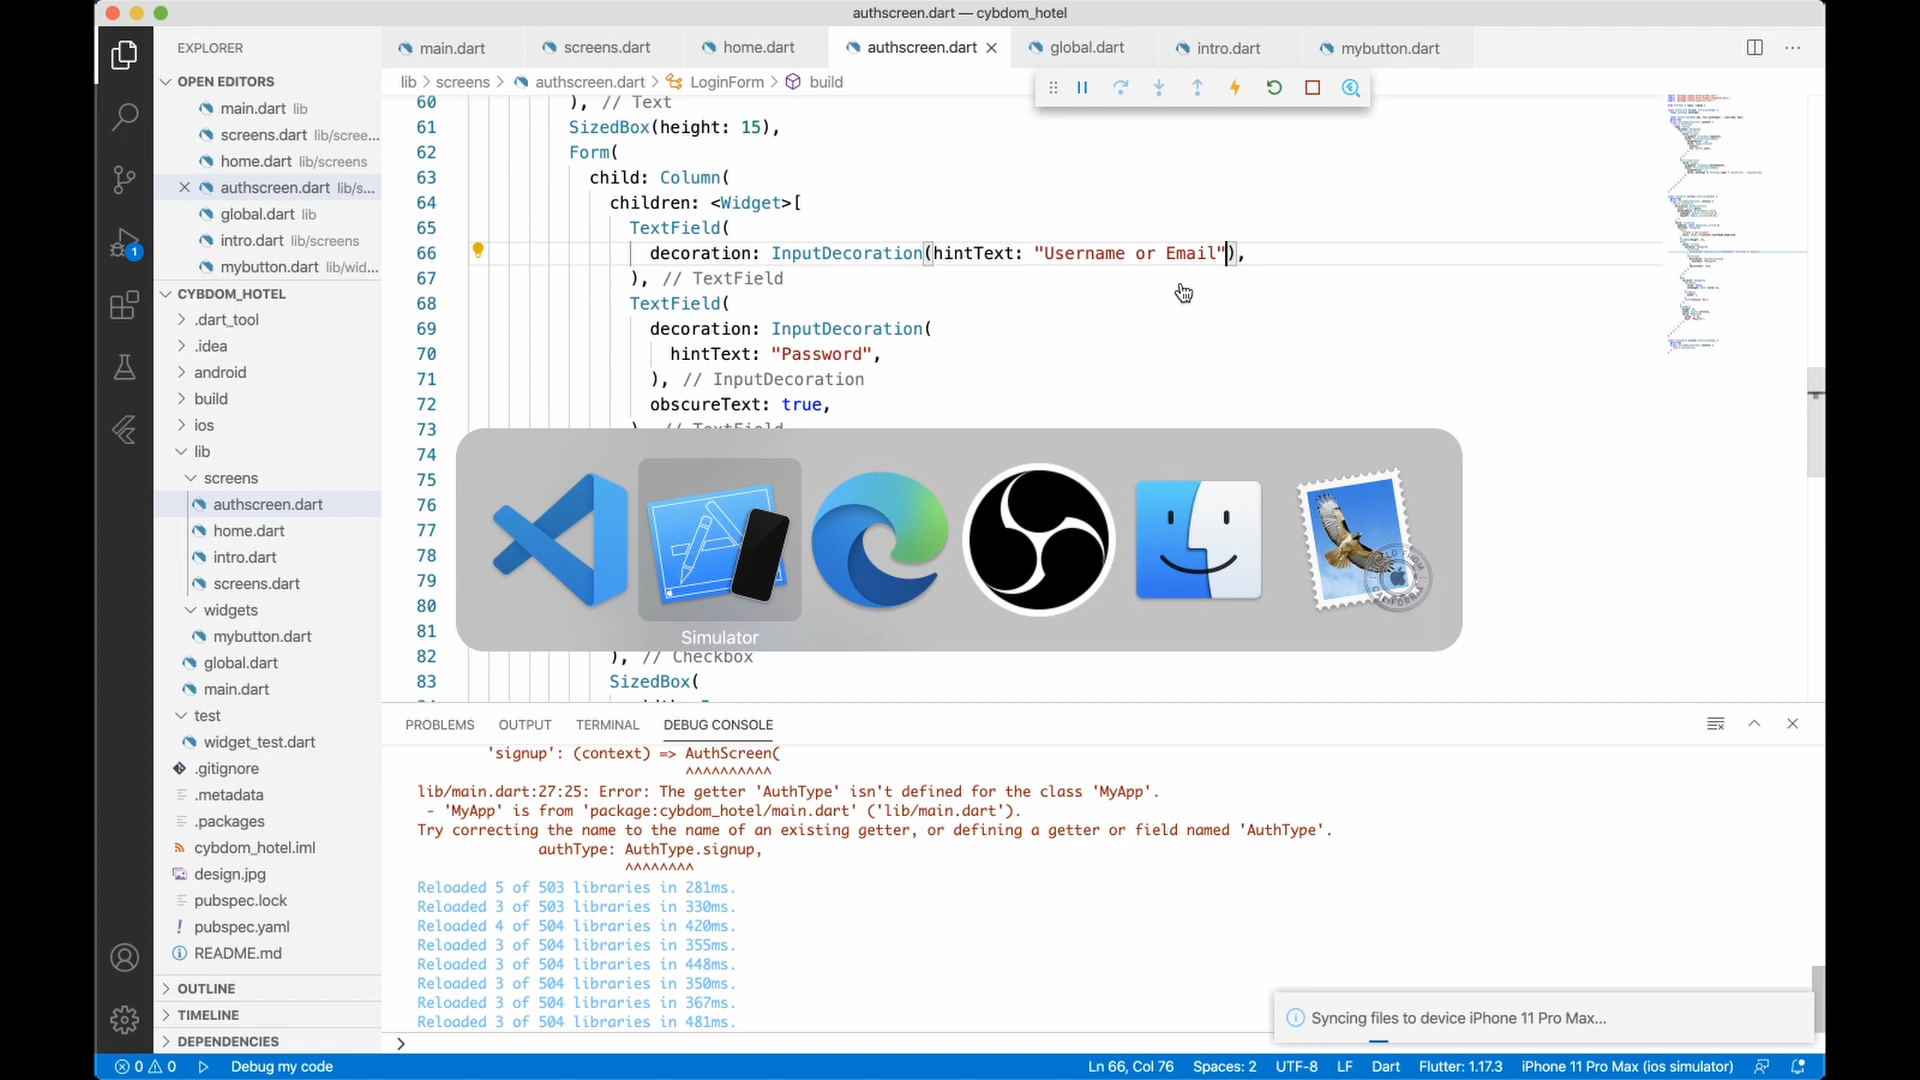 authscreen.dart — cybdom_hotel
EXPLORER
main.dart
screens.dart
home.dart
authscreen.dart
global.dart
intro.dart
mybutton.dart
OPEN EDITORS
main.dart lib
screens.dart lib/scree...
home.dart lib/screens
authscreen.dart lib/s...
global.dart lib
intro.dart lib/screens
mybutton.dart lib/wid...
CYBDOM_HOTEL
.dart_tool
.idea
android
build
ios
lib
screens
authscreen.dart
home.dart
intro.dart
screens.dart
widgets
mybutton.dart
global.dart
main.dart
test
widget_test.dart
.gitignore
.metadata
.packages
cybdom_hotel.iml
design.jpg
pubspec.lock
pubspec.yaml
README.md
OUTLINE
TIMELINE
DEPENDENCIES
lib > screens > authscreen.dart > LoginForm > build
60 ), // Text
61 SizedBox(height: 15),
62 Form(
63 child: Column(
64 children: <Widget>[
65 TextField(
66 decoration: InputDecoration(hintText: "Username or Email"),
67 ), // TextField
68 TextField(
69 decoration: InputDecoration(
70 hintText: "Password",
71 ), // InputDecoration
72 obscureText: true,
73 ), // TextField
74
75
76
77
78
79
80
81
82 ), // Checkbox
83 SizedBox(
Simulator
PROBLEMS OUTPUT TERMINAL DEBUG CONSOLE
'signup': (context) => AuthScreen(
^^^^^^^^^^
lib/main.dart:27:25: Error: The getter 'AuthType' isn't defined for the class 'MyApp'.
- 'MyApp' is from 'package:cybdom_hotel/main.dart' ('lib/main.dart').
Try correcting the name to the name of an existing getter, or defining a getter or field named 'AuthType'.
authType: AuthType.signup,
^^^^^^^^
Reloaded 5 of 503 libraries in 281ms.
Reloaded 3 of 503 libraries in 330ms.
Reloaded 4 of 504 libraries in 420ms.
Reloaded 3 of 504 libraries in 355ms.
Reloaded 3 of 504 libraries in 448ms.
Reloaded 3 of 504 libraries in 350ms.
Reloaded 3 of 504 libraries in 367ms.
Reloaded 3 of 504 libraries in 481ms.
Syncing files to device iPhone 11 Pro Max...
0 0 Debug my code
Ln 66, Col 76 Spaces: 2 UTF-8 LF Dart Flutter: 1.17.3 iPhone 11 Pro Max (ios simulator)
1